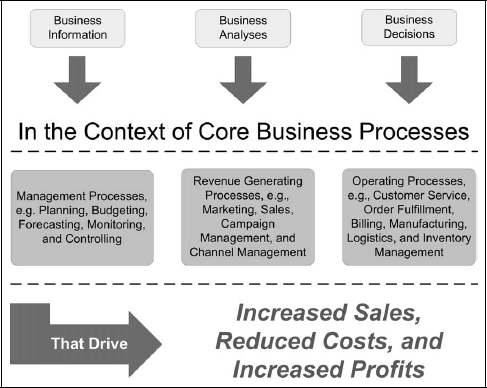 Business
Information
Business
Analyses
Business
Decisions
In the Context of Core Business Processes
Management Processes,
e.g. Planning, Budgeting,
Forecasting, Monitoring,
and Controlling
Revenue Generating
Processes, e.g.,
Marketing, Sales,
Campaign
Management, and
Channel Management
Operating Processes,
e.g., Customer Service,
Order Fulfillment,
Billing, Manufacturing,
Logistics, and Inventory
Management
That Drive
Increased Sales,
Reduced Costs, and
Increased Profits